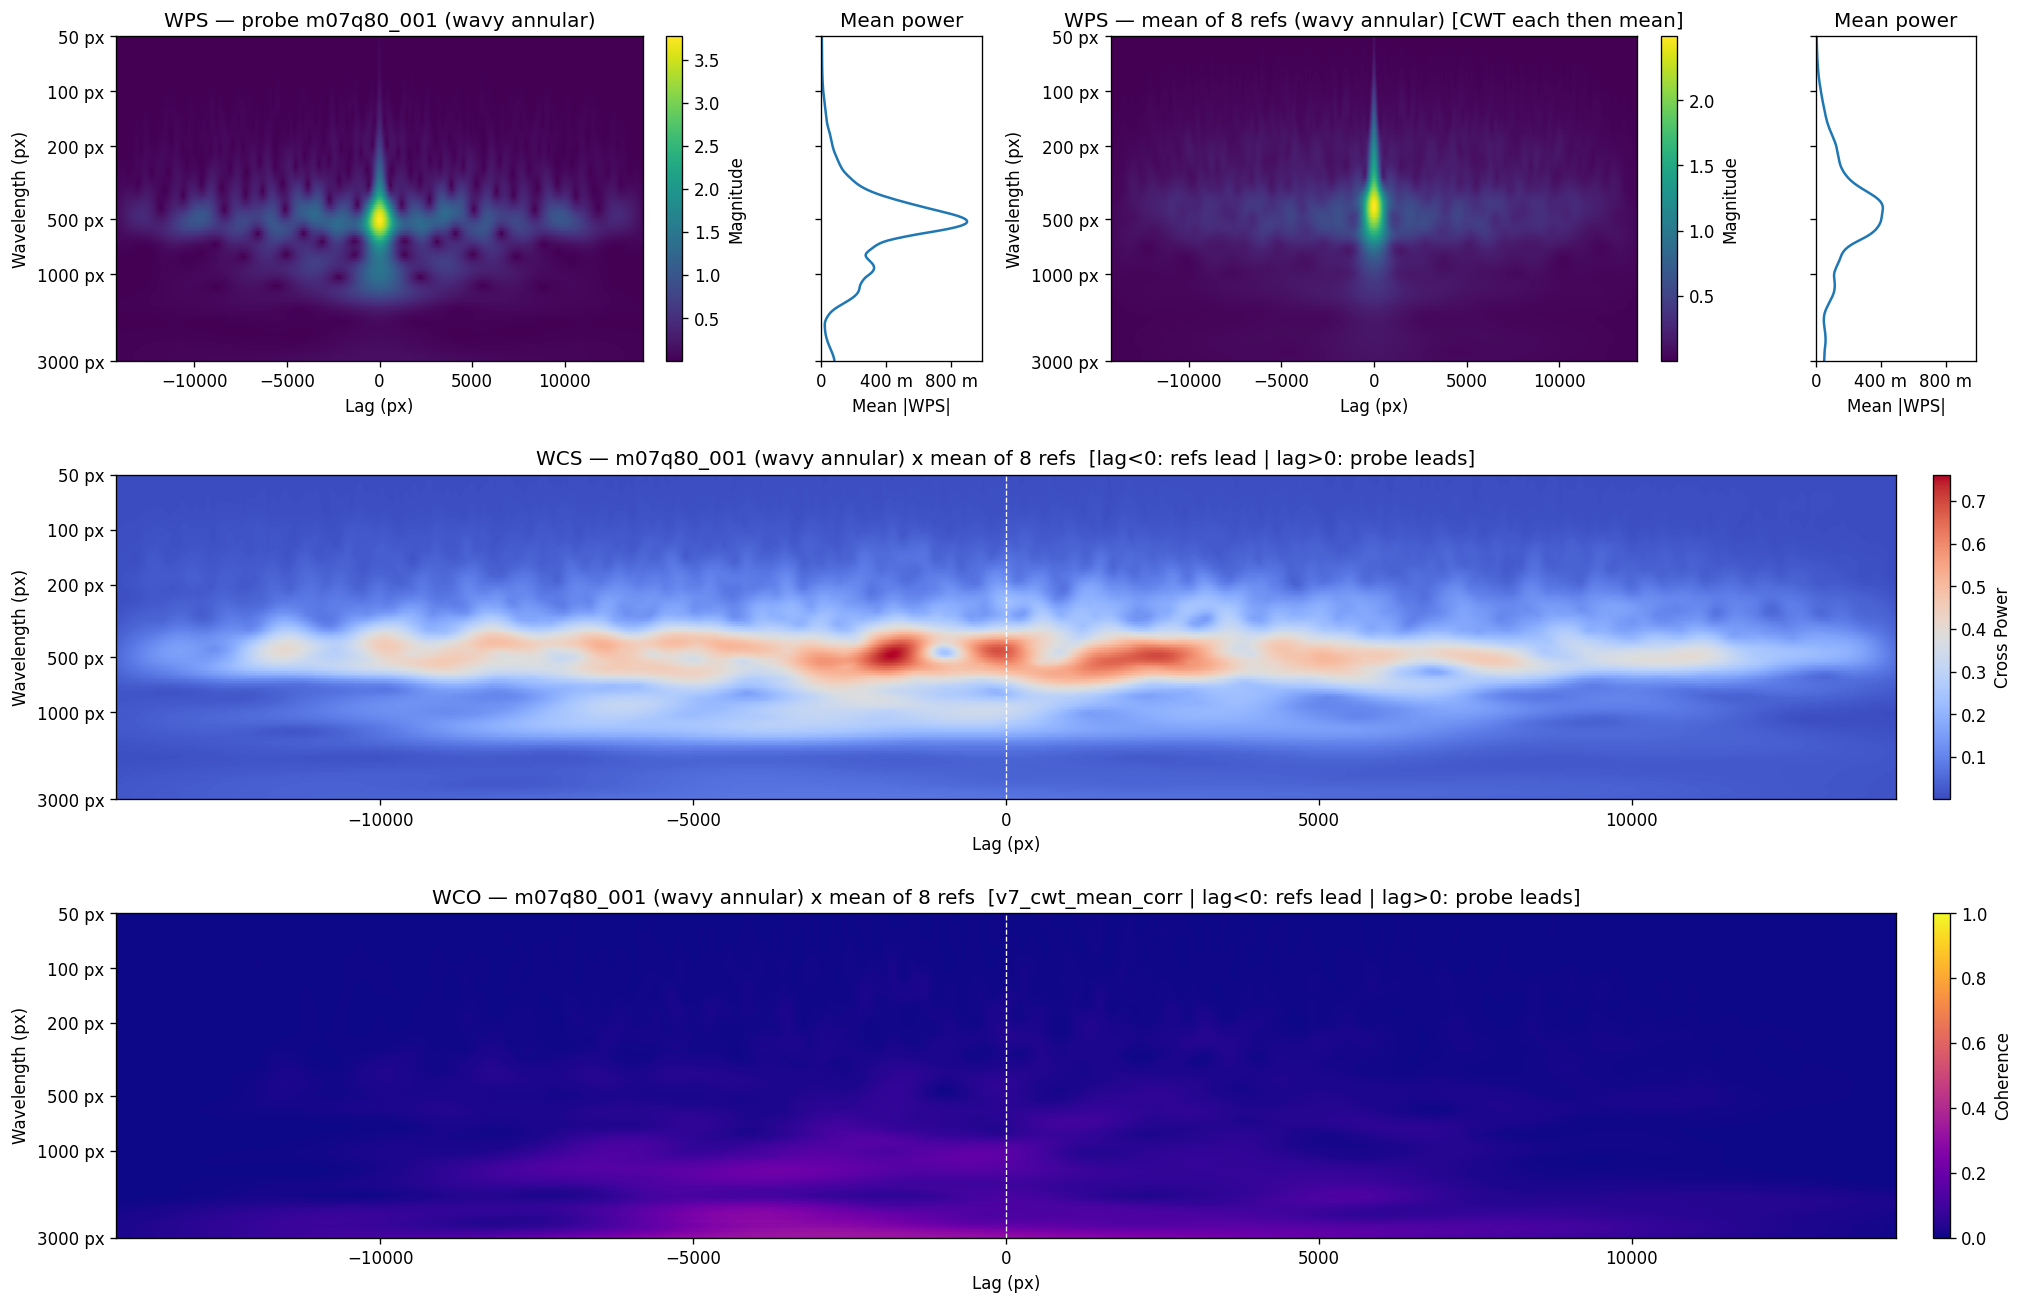 WPS — probe m07q80_001 (wavy annular)
50 px
100 px
200 px
500 px
1000 px
3000 px
Wavelength (px)
−10000 −5000 0 5000 10000
Lag (px)
3.5
3.0
2.5
2.0
1.5
1.0
0.5
Magnitude
Mean power
0 400 m 800 m
Mean |WPS|
WPS — mean of 8 refs (wavy annular) [CWT each then mean]
50 px
100 px
200 px
500 px
1000 px
3000 px
Wavelength (px)
−10000 −5000 0 5000 10000
Lag (px)
2.0
1.5
1.0
0.5
Magnitude
Mean power
0 400 m 800 m
Mean |WPS|
WCS — m07q80_001 (wavy annular) x mean of 8 refs [lag<0: refs lead | lag>0: probe leads]
50 px
100 px
200 px
500 px
1000 px
3000 px
Wavelength (px)
−10000 −5000 0 5000 10000
Lag (px)
0.7
0.6
0.5
0.4
0.3
0.2
0.1
Cross Power
WCO — m07q80_001 (wavy annular) x mean of 8 refs [v7_cwt_mean_corr | lag<0: refs lead | lag>0: probe leads]
50 px
100 px
200 px
500 px
1000 px
3000 px
Wavelength (px)
−10000 −5000 0 5000 10000
Lag (px)
1.0
0.8
0.6
0.4
0.2
0.0
Coherence